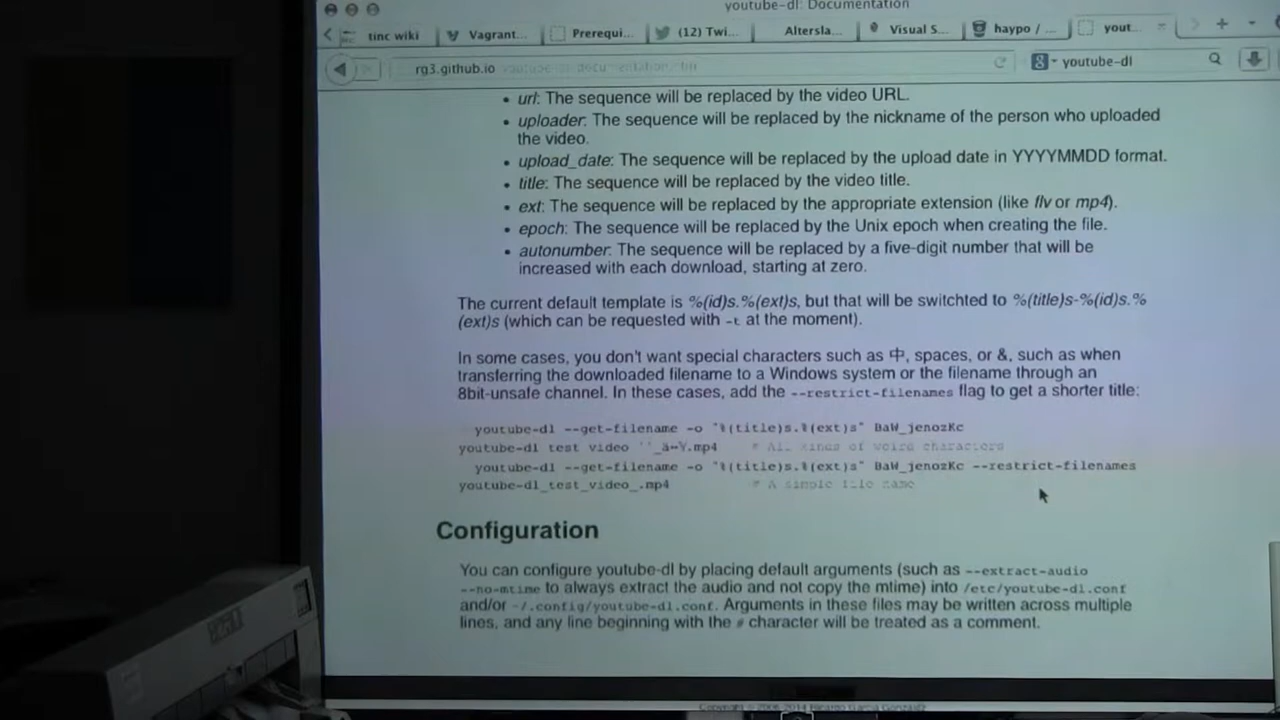 youtube-dl: Documentation
tinc wiki Vagrant... Prerequi... (12) Twi... Altersla... Visual S... haypo / ... yout...
rg3.github.io youtube-dl
• url: The sequence will be replaced by the video URL.
• uploader: The sequence will be replaced by the nickname of the person who uploaded
the video.
• upload_date: The sequence will be replaced by the upload date in YYYYMMDD format.
• title: The sequence will be replaced by the video title.
• ext: The sequence will be replaced by the appropriate extension (like flv or mp4).
• epoch: The sequence will be replaced by the Unix epoch when creating the file.
• autonumber: The sequence will be replaced by a five-digit number that will be
increased with each download, starting at zero.
The current default template is %(id)s.%(ext)s, but that will be switchted to %(title)s-%(id)s.%
(ext)s (which can be requested with -t at the moment).
In some cases, you don't want special characters such as 中, spaces, or &, such as when
transferring the downloaded filename to a Windows system or the filename through an
8bit-unsafe channel. In these cases, add the --restrict-filenames flag to get a shorter title:
youtube-dl --get-filename -o "%(title)s.%(ext)s" BaW_jenozKc
youtube-dl test video .mp4 # All kinds of weird characters
youtube-dl --get-filename -o "%(title)s.%(ext)s" BaW_jenozKc --restrict-filenames
youtube-dl_test_video_.mp4 # A simple file name
Configuration
You can configure youtube-dl by placing default arguments (such as --extract-audio
--no-mtime to always extract the audio and not copy the mtime) into /etc/youtube-dl.conf
and/or ~/.config/youtube-dl.conf. Arguments in these files may be written across multiple
lines, and any line beginning with the # character will be treated as a comment.